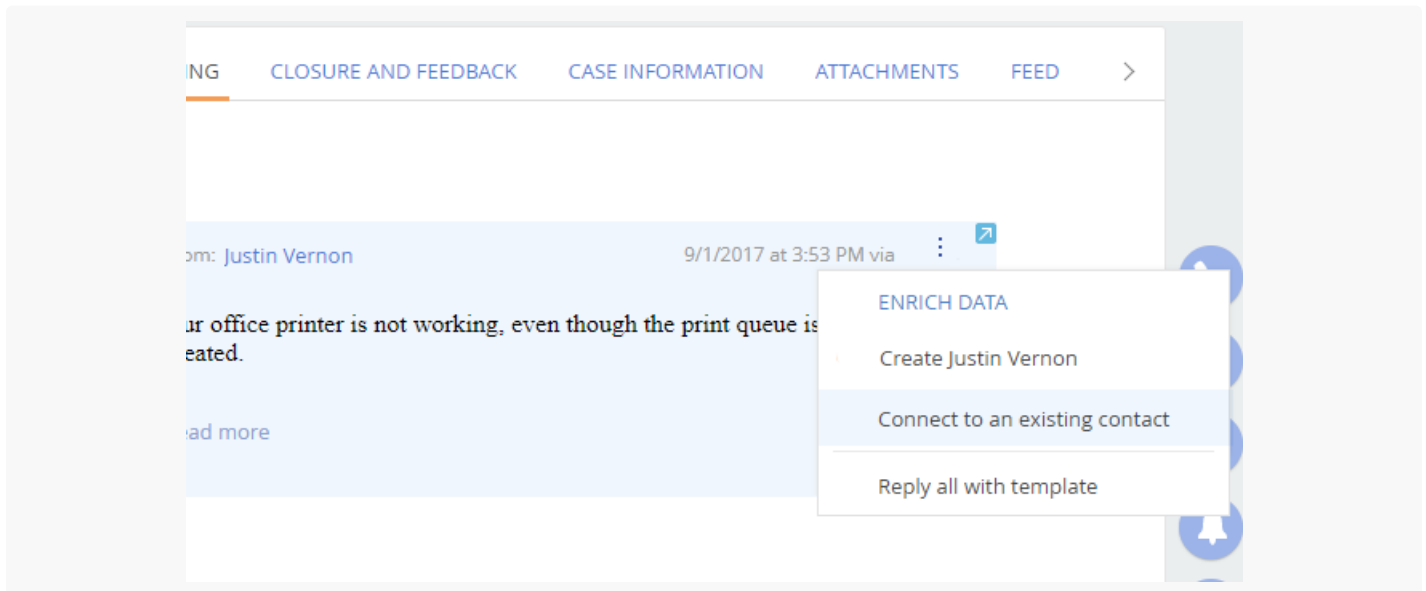 ING CLOSURE AND FEEDBACK CASE INFORMATION ATTACHMENTS FEED
om: Justin Vernon 9/1/2017 at 3:53 PM via
ENRICH DATA
ur office printer is not working, even though the print queue is
eated.
Create Justin Vernon
Connect to an existing contact
ead more
Reply all with template